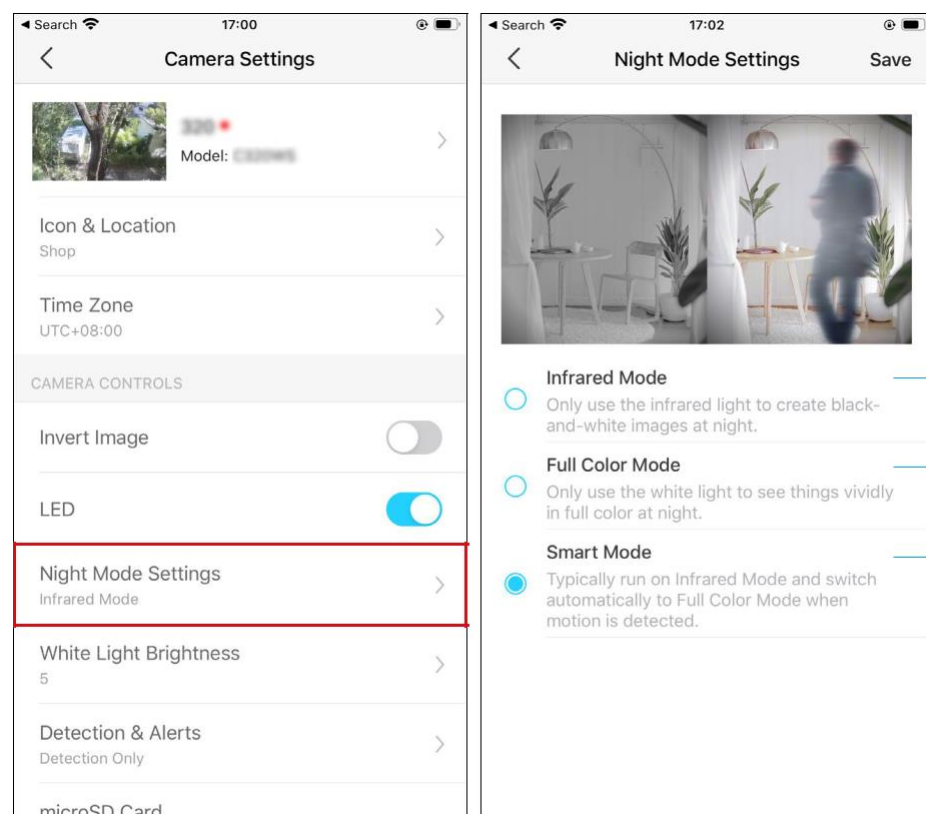 Search
17:00
Camera Settings
Model:
Icon & Location
Shop
Time Zone
UTC+08:00
CAMERA CONTROLS
Invert Image
LED
Night Mode Settings
Infrared Mode
White Light Brightness
5
Detection & Alerts
Detection Only
microSD Card
Search
17:02
Night Mode Settings
Save
Infrared Mode
Only use the infrared light to create black-
and-white images at night.
Full Color Mode
Only use the white light to see things vividly
in full color at night.
Smart Mode
Typically run on Infrared Mode and switch
automatically to Full Color Mode when
motion is detected.